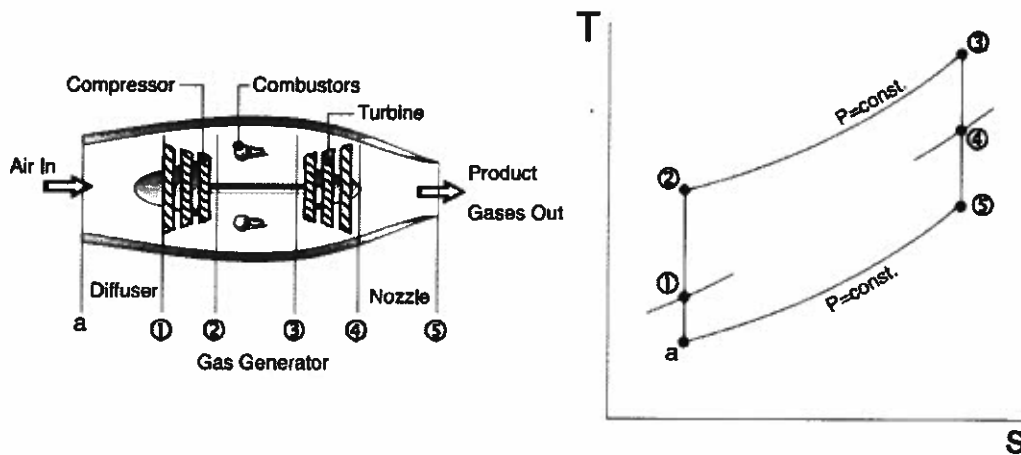 Compressor
Combustors
Turbine
Air In
Product
Gases Out
Diffuser
Nozzle
a
①
②
③
④
⑤
Gas Generator
T
③
P=const.
④
②
⑤
①
P=const.
a
S